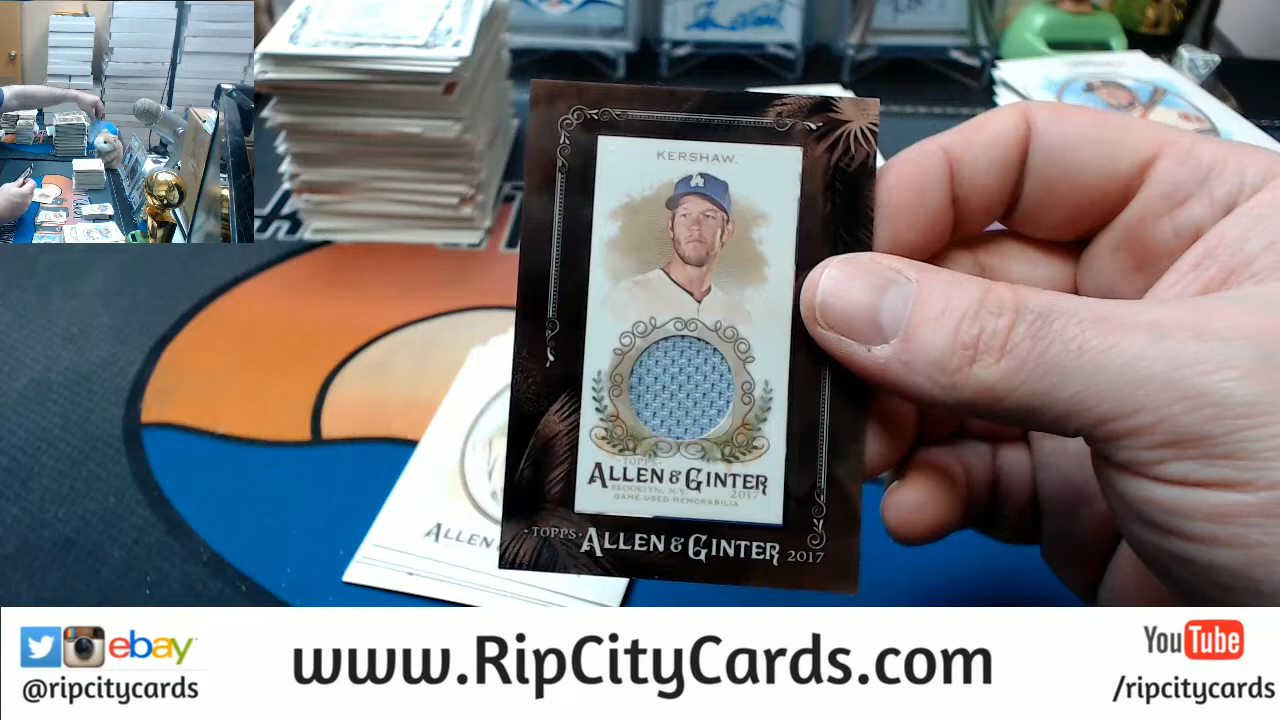 KERSHAW
LA
TOPPS
ALLEN & GINTER
BROOKLYN, N.Y. 2017
GAME-USED MEMORABILIA
TOPPS ALLEN & GINTER 2017
ALLEN
ebay
@ripcitycards
www.RipCityCards.com
YouTube
/ripcitycards